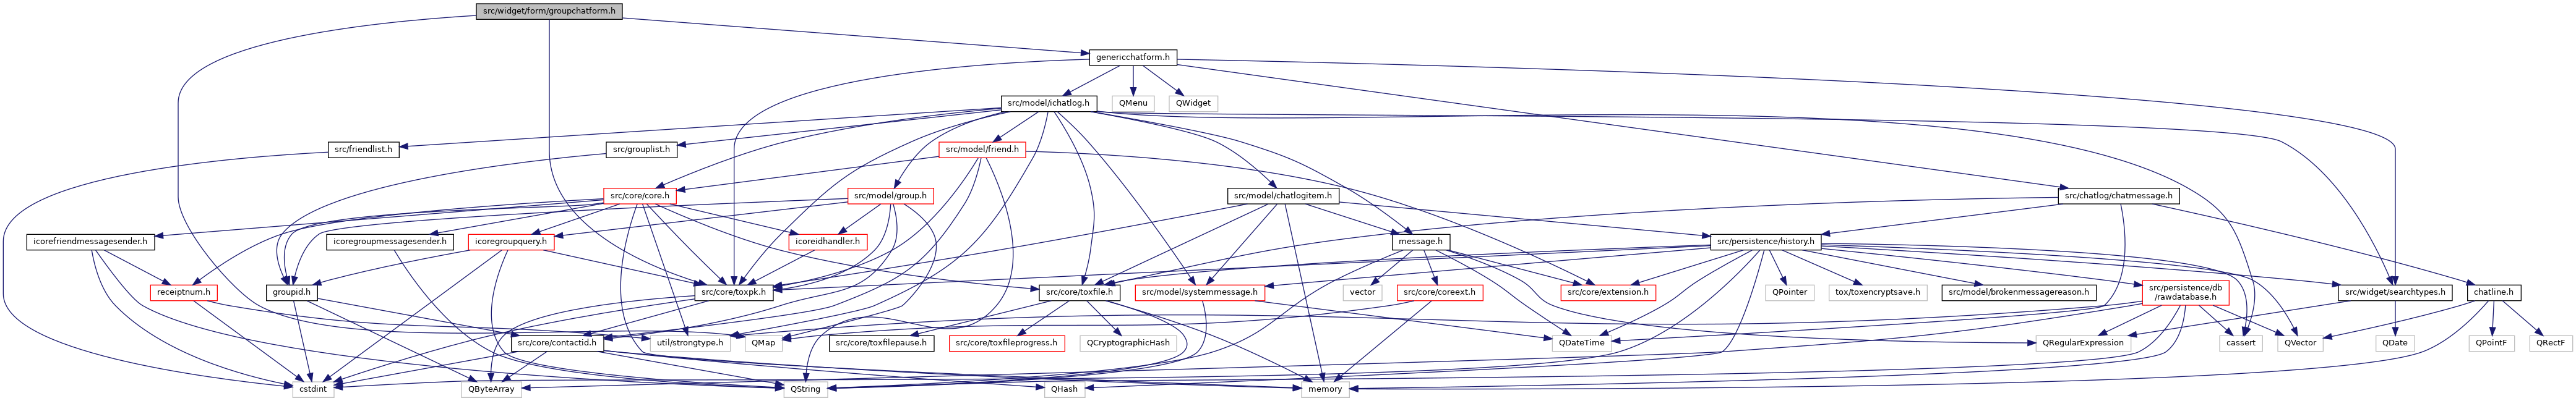 src/widget/form/groupchatform.h
genericchatform.h
src/model/ichatlog.h
QMenu
QWidget
src/friendlist.h
src/grouplist.h
src/model/friend.h
src/core/core.h
src/model/group.h
src/model/chatlogitem.h
src/chatlog/chatmessage.h
icorefriendmessagesender.h
icoregroupmessagesender.h
icoregroupquery.h
icoreidhandler.h
message.h
src/persistence/history.h
receiptnum.h
groupid.h
src/core/toxpk.h
src/core/toxfile.h
src/model/systemmessage.h
vector
src/core/coreext.h
src/core/extension.h
QPointer
tox/toxencryptsave.h
src/model/brokenmessagereason.h
src/persistence/db
/rawdatabase.h
src/widget/searchtypes.h
chatline.h
src/core/contactid.h
util/strongtype.h
QMap
src/core/toxfilepause.h
src/core/toxfileprogress.h
QCryptographicHash
QDateTime
QRegularExpression
cassert
QVector
QDate
QPointF
QRectF
cstdint
QByteArray
QString
QHash
memory